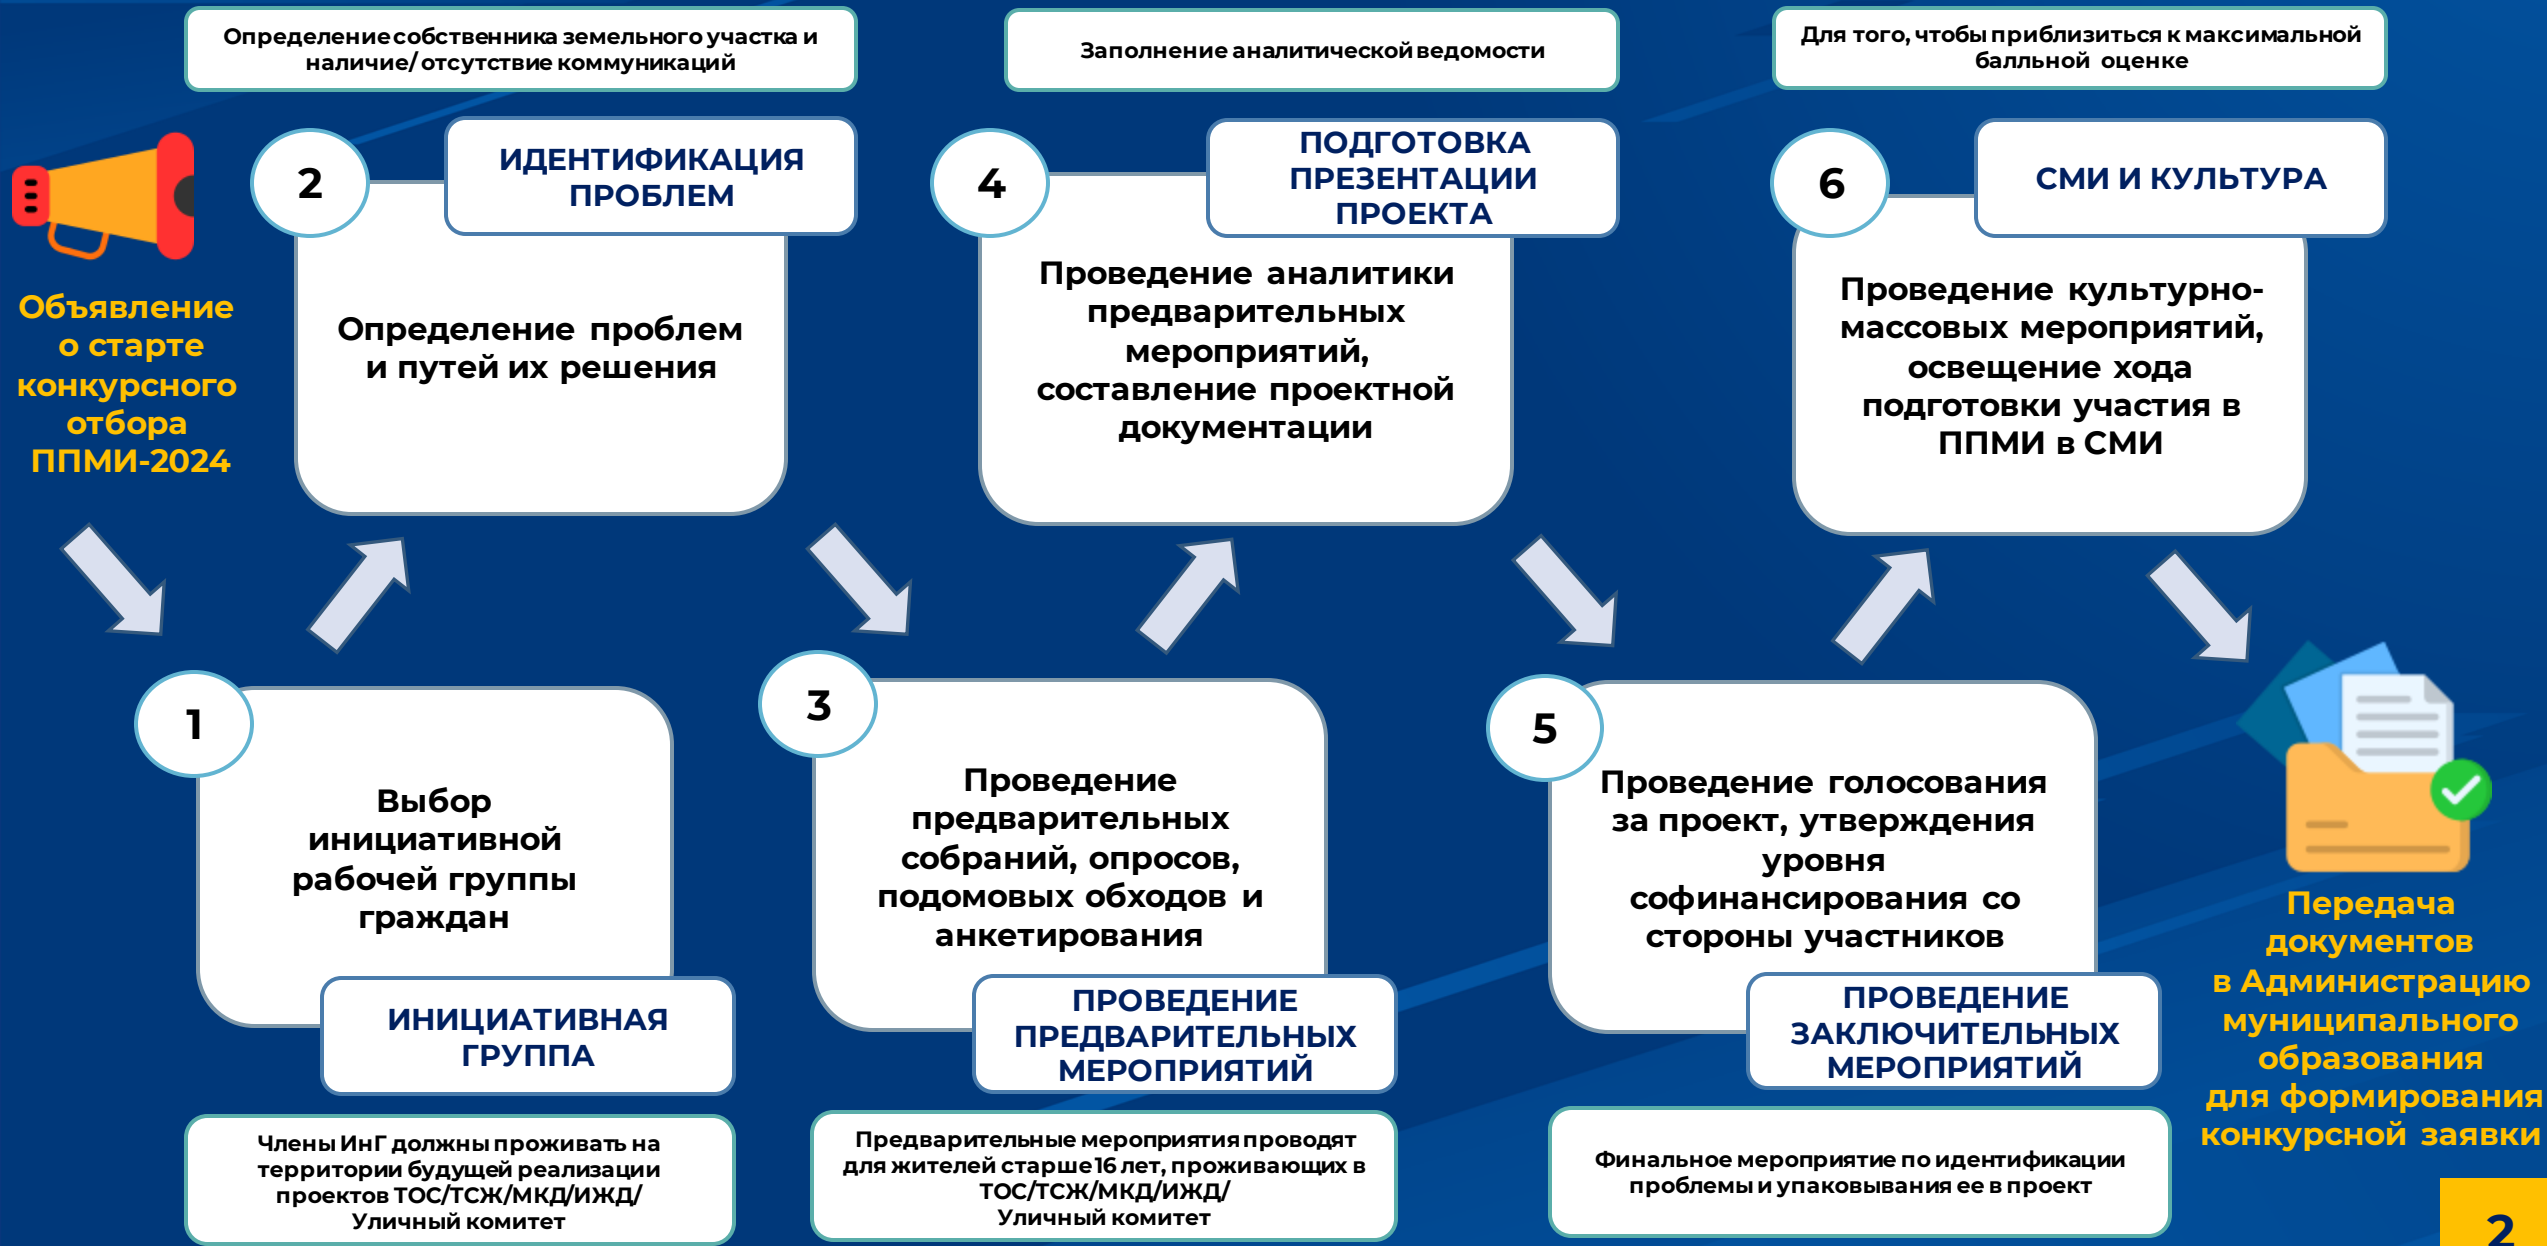 Определение собственника земельного участка и
наличие/ отсутствие коммуникаций
Заполнение аналитической ведомости
Для того, чтобы приблизиться к максимальной
балльной оценке
2
ИДЕНТИФИКАЦИЯ
ПРОБЛЕМ
4
ПОДГОТОВКА
ПРЕЗЕНТАЦИИ
ПРОЕКТА
6
СМИ И КУЛЬТУРА
Объявление
о старте
конкурсного
отбора
ППМИ-2024
Определение проблем
и путей их решения
Проведение аналитики
предварительных
мероприятий,
составление проектной
документации
Проведение культурно-
массовых мероприятий,
освещение хода
подготовки участия в
ППМИ в СМИ
1
Выбор
инициативной
рабочей группы
граждан
ИНИЦИАТИВНАЯ
ГРУППА
Члены ИнГ должны проживать на
территории будущей реализации
проектов ТОС/ТСЖ/МКД/ИЖД/
Уличный комитет
3
Проведение
предварительных
собраний, опросов,
подомовых обходов и
анкетирования
ПРОВЕДЕНИЕ
ПРЕДВАРИТЕЛЬНЫХ
МЕРОПРИЯТИЙ
Предварительные мероприятия проводят
для жителей старше 16 лет, проживающих в
ТОС/ТСЖ/МКД/ИЖД/
Уличный комитет
5
Проведение голосования
за проект, утверждения
уровня
софинансирования со
стороны участников
ПРОВЕДЕНИЕ
ЗАКЛЮЧИТЕЛЬНЫХ
МЕРОПРИЯТИЙ
Финальное мероприятие по идентификации
проблемы и упаковывания ее в проект
Передача
документов
в Администрацию
муниципального
образования
для формирования
конкурсной заявки
2